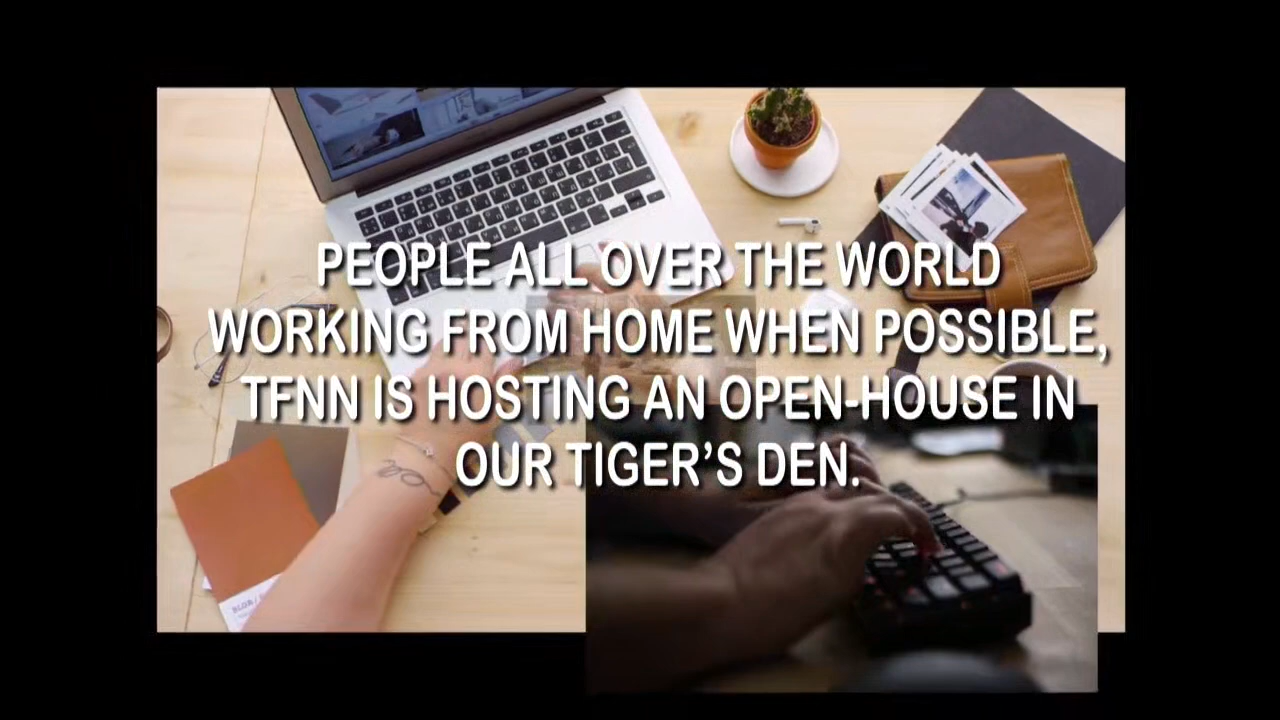 PEOPLE ALL OVER THE WORLD
WORKING FROM HOME WHEN POSSIBLE,
TFNN IS HOSTING AN OPEN-HOUSE IN
OUR TIGER’S DEN.